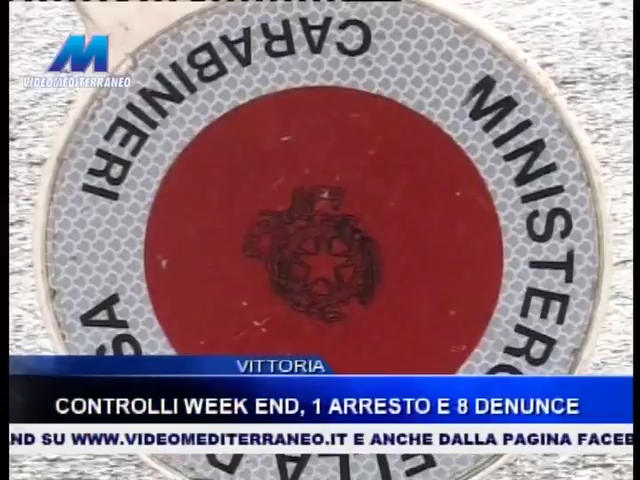 CARABINIERI
MINISTERO
M
VIDEOMEDITERRANEO
VITTORIA
CONTROLLI WEEK END, 1 ARRESTO E 8 DENUNCE
ND SU WWW.VIDEOMEDITERRANEO.IT E ANCHE DALLA PAGINA FACEB